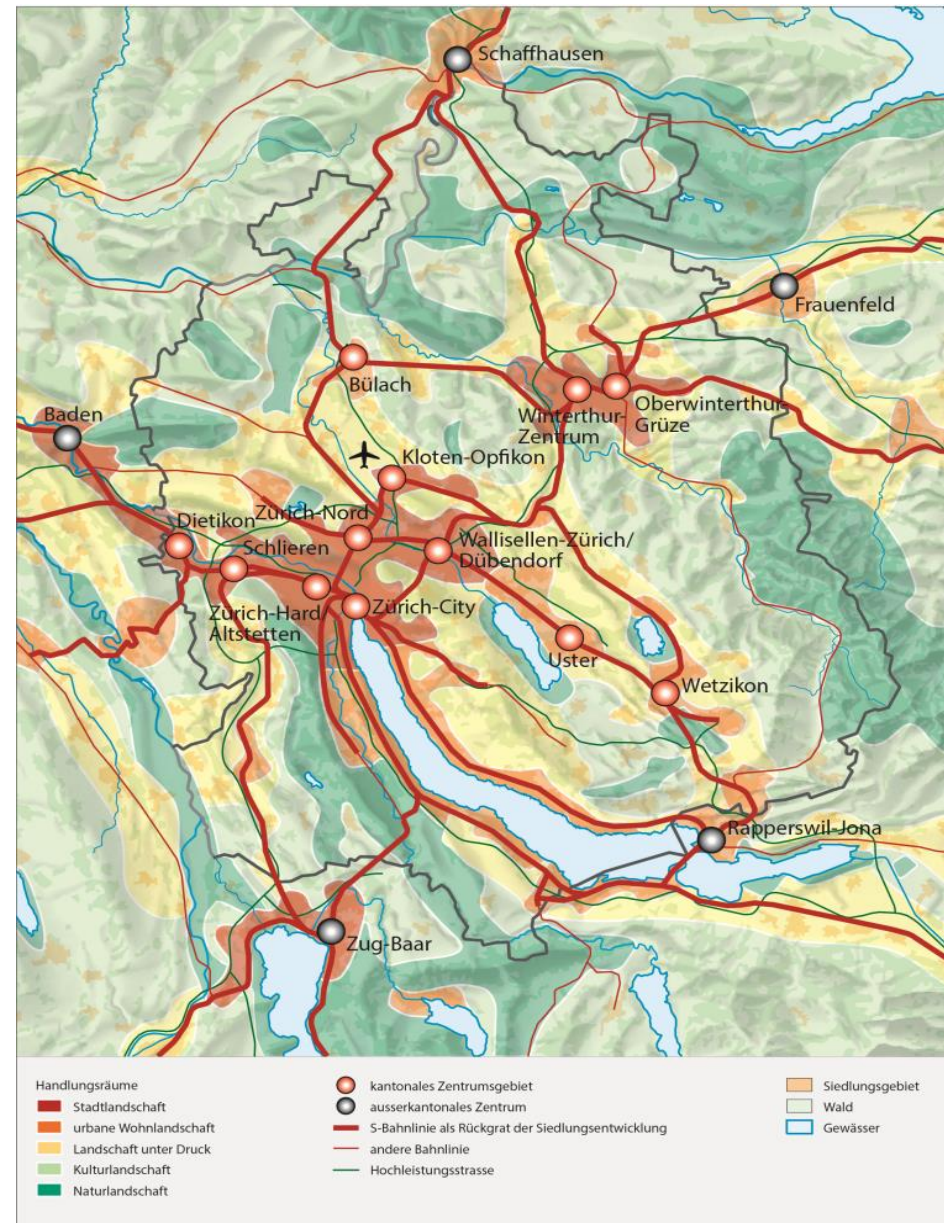 Schaffhausen
Frauenfeld
Bülach
Oberwinterthur-
Grüze
Winterthur-
Zentrum
Baden
Kloten-Opfikon
Zürich-Nord
Dietikon
Schlieren
Wallisellen-Zürich/
Dübendorf
Zürich-Hard
Altstetten
Zürich-City
Uster
Wetzikon
Rapperswil-Jona
Zug-Baar
Handlungsräume
Stadtlandschaft
urbane Wohnlandschaft
Landschaft unter Druck
Kulturlandschaft
Naturlandschaft
kantonales Zentrumsgebiet
ausserkantonales Zentrum
S-Bahnlinie als Rückgrat der Siedlungsentwicklung
andere Bahnlinie
Hochleistungsstrasse
Siedlungsgebiet
Wald
Gewässer